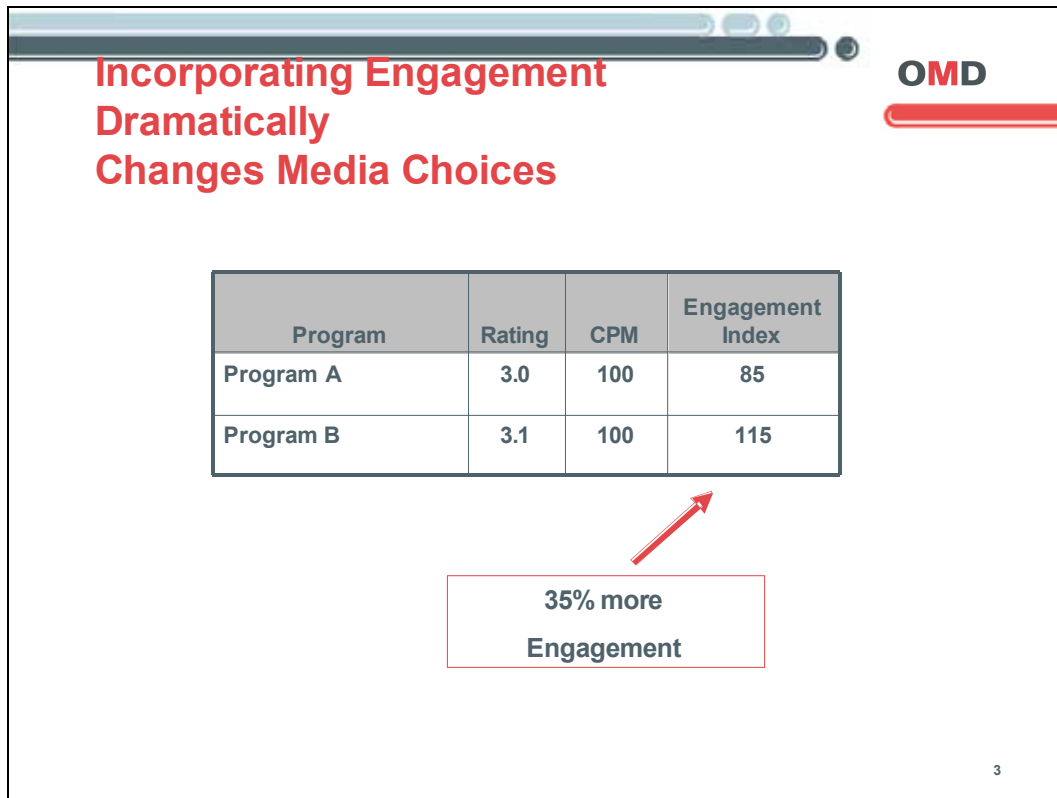 Incorporating Engagement
Dramatically
Changes Media Choices
OMD
Program Rating CPM Engagement Index
Program A 3.0 100 85
Program B 3.1 100 115
35% more
Engagement
3